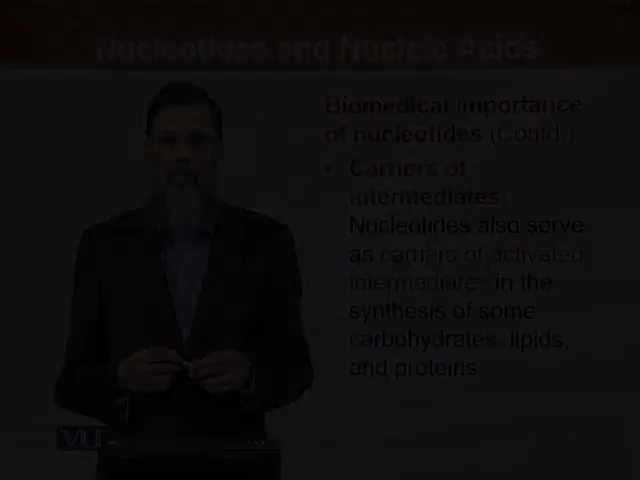 Nucleotides and Nucleic Acids
Biomedical importance
of nucleotides (Contd.)
• Carriers of
intermediates:
Nucleotides also serve
as carriers of activated
intermediates in the
synthesis of some
carbohydrates, lipids,
and proteins
VU